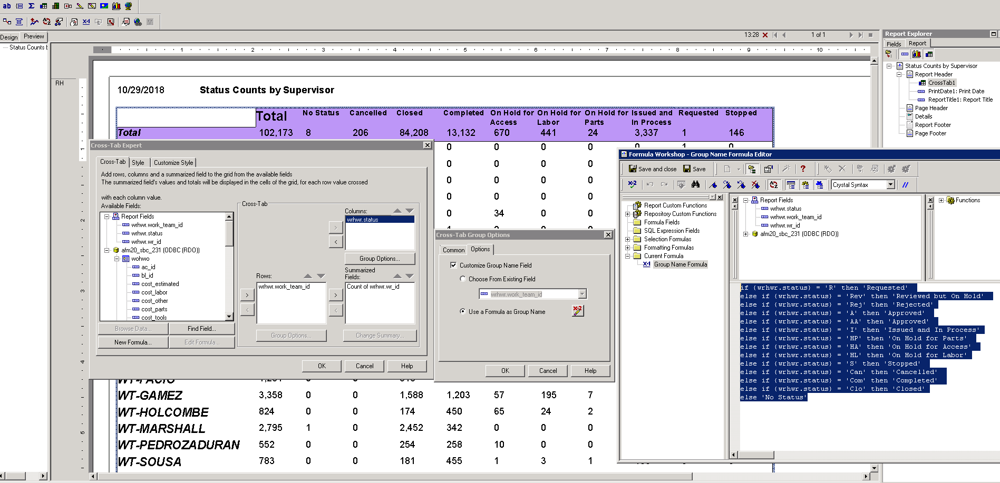 13:28
1 of 1
Report Explorer
Design Preview
Fields Report
Status Counts b
1 2 3 4 5 6 7 8 9 10
Status Counts by Supervisor
Report Header
CrossTab1
PrintDate1: Print Date
ReportTitle1: Report Title
Page Header
Details
Report Footer
Page Footer
RH
10/29/2018 Status Counts by Supervisor
Total No Status Cancelled Closed Completed On Hold for Access On Hold for Labor On Hold for Parts Issued and In Process Requested Stopped
Total 102,173 8 206 84,208 13,132 670 441 24 3,337 1 146
0 0 0 0
0 0 0 0
0 0 0 0
0 0 0 0
0 34 0 0
Cross-Tab Expert
Cross-Tab Style Customize Style
Add rows, columns and a summarized field to the grid from the available fields
The summarized field's values and totals will be displayed in the cells of the grid, for each row value crossed
with each column value.
Available Fields:
Report Fields
wrhwr.work_team_id
wrhwr.status
wrhwr.wr_id
afm20_sbc_231 (ODBC (RDO))
wohwo
ac_id
bl_id
cost_estimated
cost_labor
cost_other
cost_parts
cost_tools
Browse Data... Find Field...
New Formula... Edit Formula...
Cross-Tab
Columns:
wrhwr.status
Group Options...
Rows:
wrhwr.work_team_id
Group Options...
Summarized
Fields:
Count of wrhwr.wr_id
Change Summary...
OK Cancel Help
Cross-Tab Group Options
Common Options
Customize Group Name Field
Choose From Existing Field
wrhwr.work_team_id
Use a Formula as Group Name
OK Cancel Help
Formula Workshop - Group Name Formula Editor
Save and close Save
Crystal Syntax
Report Custom Functions
Repository Custom Functions
Formula Fields
SQL Expression Fields
Selection Formulas
Formatting Formulas
Current Formula
Group Name Formula
Report Fields
wrhwr.status
wrhwr.work_team_id
wrhwr.wr_id
afm20_sbc_231 (ODBC (RDO))
Functions
if {wrhwr.status} = 'R' then 'Requested'
else if {wrhwr.status} = 'Rev' then 'Reviewed but On Hold'
else if {wrhwr.status} = 'Rej' then 'Rejected'
else if {wrhwr.status} = 'A' then 'Approved'
else if {wrhwr.status} = 'AA' then 'Approved'
else if {wrhwr.status} = 'I' then 'Issued and In Process'
else if {wrhwr.status} = 'HP' then 'On Hold for Parts'
else if {wrhwr.status} = 'HA' then 'On Hold for Access'
else if {wrhwr.status} = 'HL' then 'On Hold for Labor'
else if {wrhwr.status} = 'S' then 'Stopped'
else if {wrhwr.status} = 'Can' then 'Cancelled'
else if {wrhwr.status} = 'Com' then 'Completed'
else if {wrhwr.status} = 'Clo' then 'Closed'
else 'No Status'
WT-GAMEZ 3,358 0 0 1,588 1,203 57 195 7
WT-HOLCOMBE 824 0 0 174 450 65 24 2
WT-MARSHALL 2,795 1 0 2,452 342 0 0 0
WT-PEDROZADURAN 552 0 0 254 258 10 0 0
WT-SOUSA 783 0 0 181 455 1 3 1